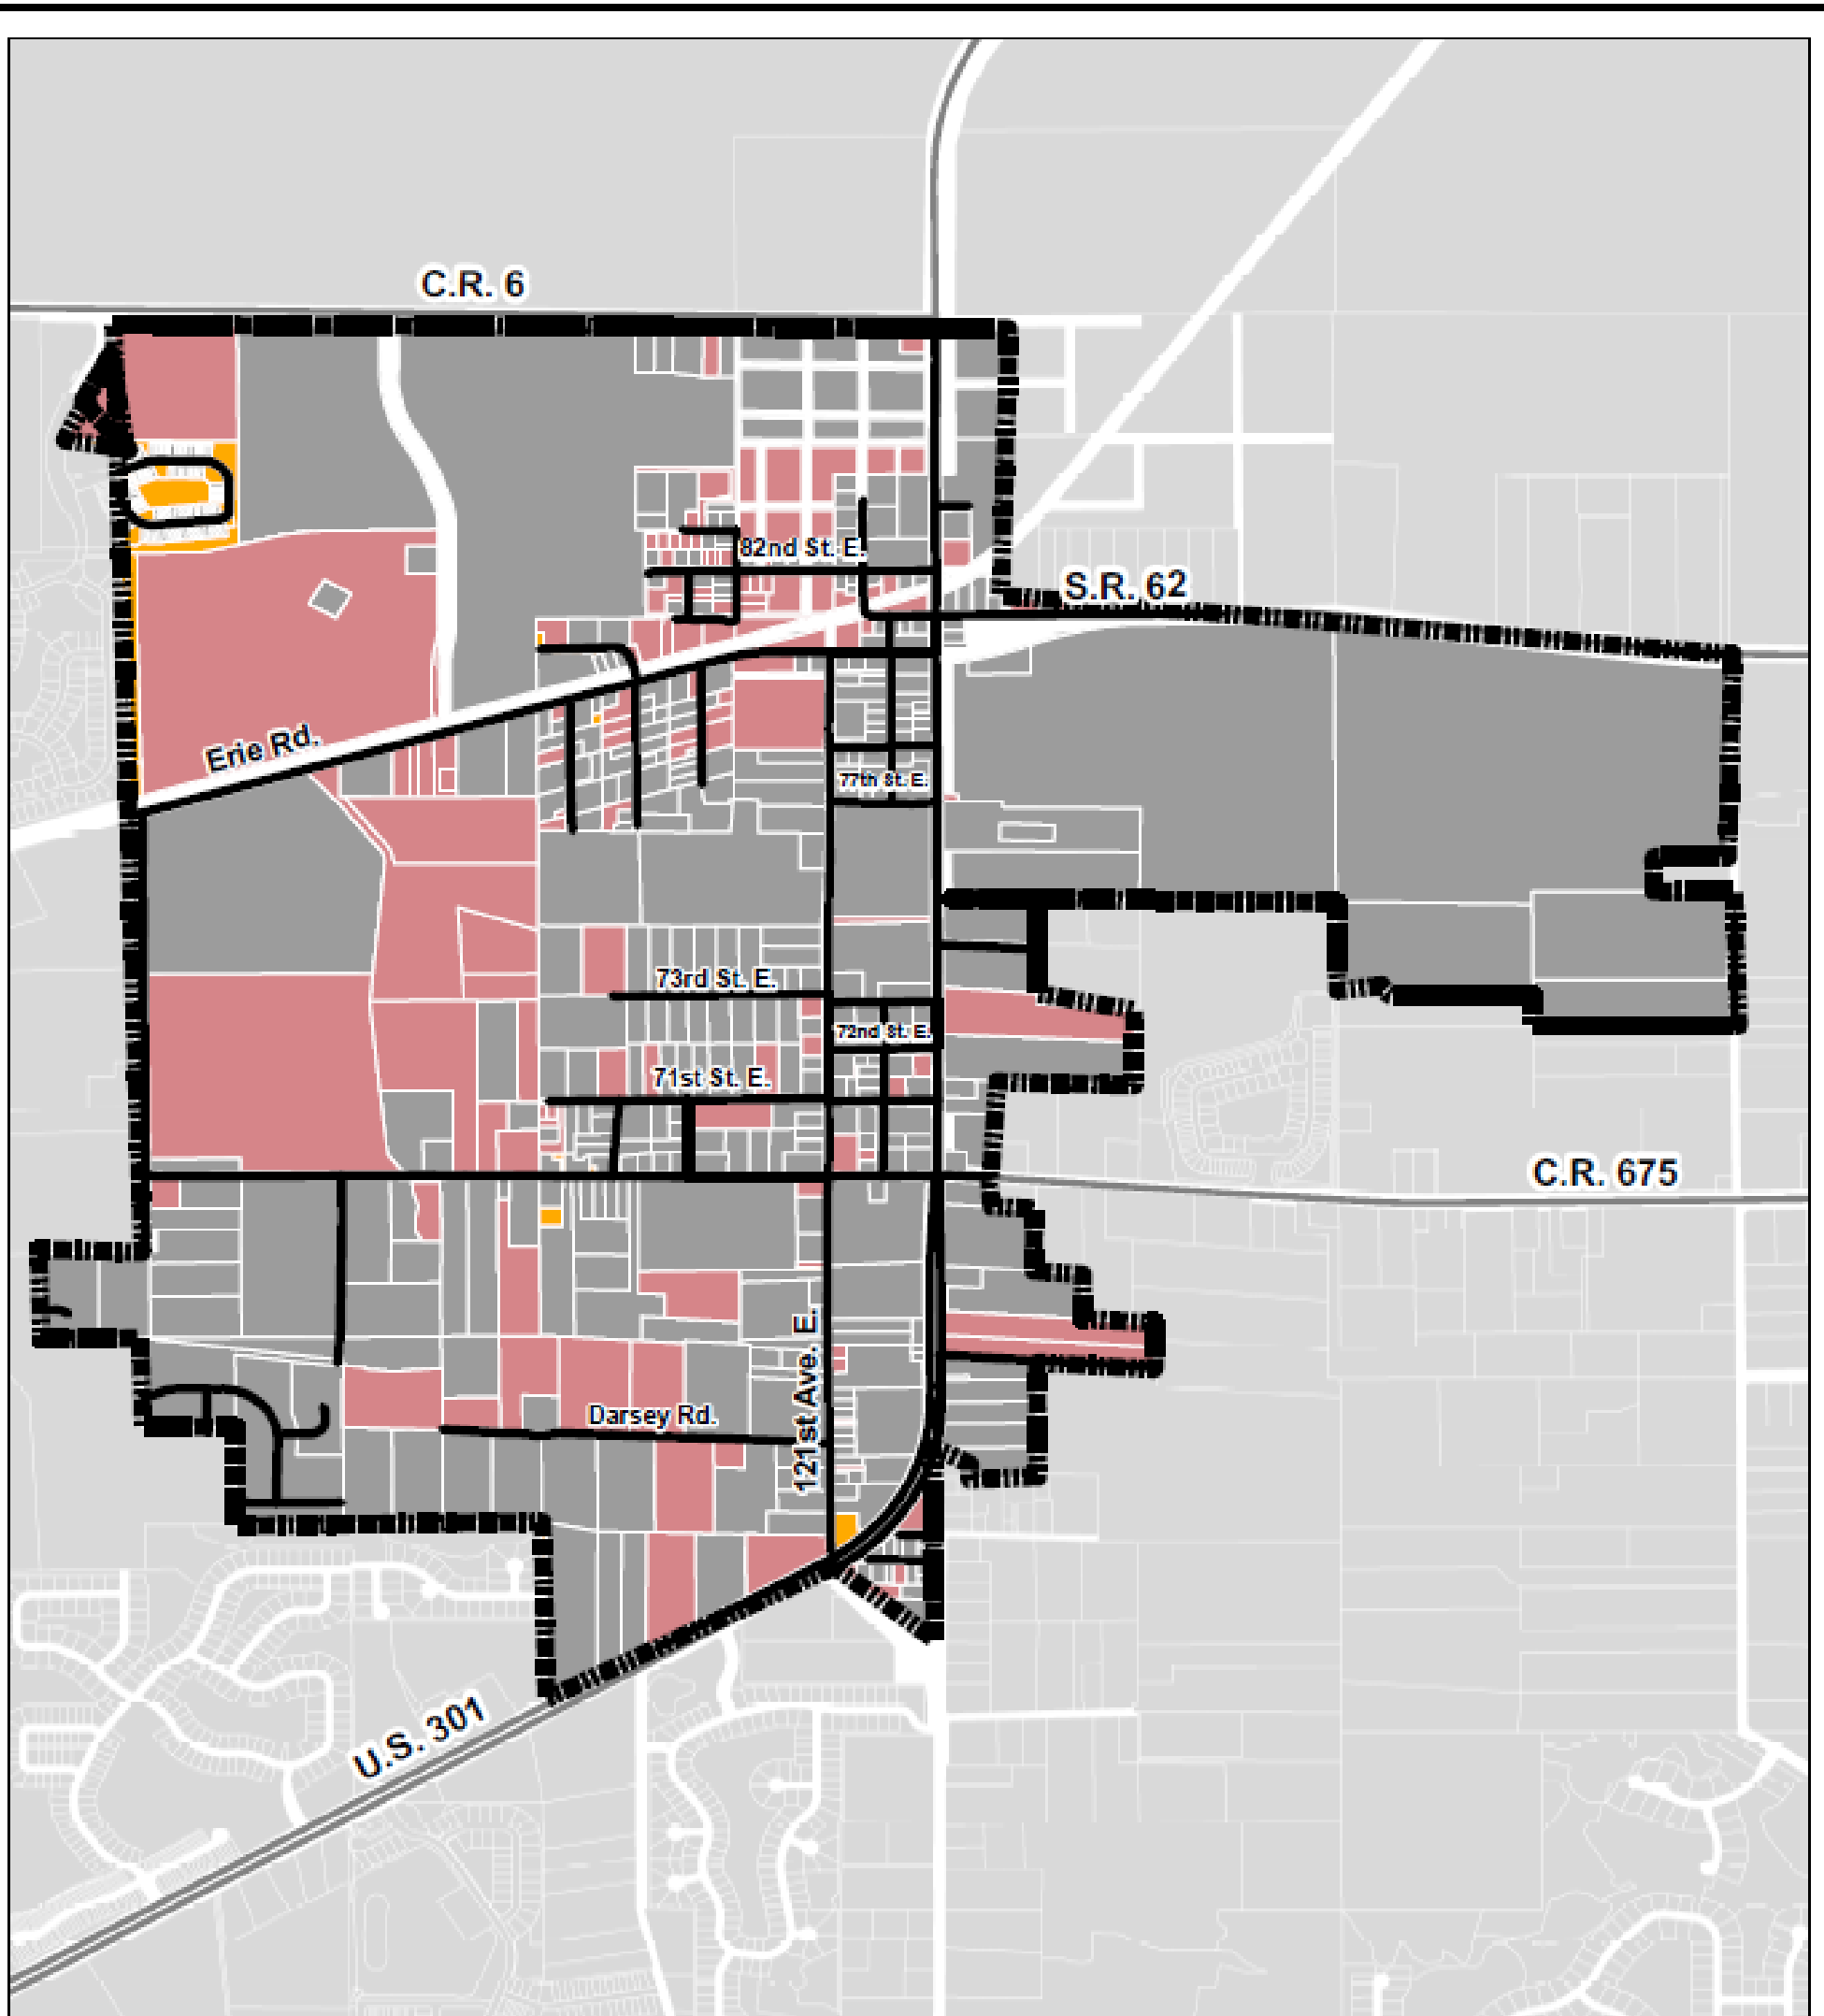 C.R. 6
82nd St. E.
S.R. 62
Erie Rd.
77th St. E.
73rd St. E.
72nd St. E.
71st St. E.
C.R. 675
121st Ave. E.
Darsey Rd.
U.S. 301